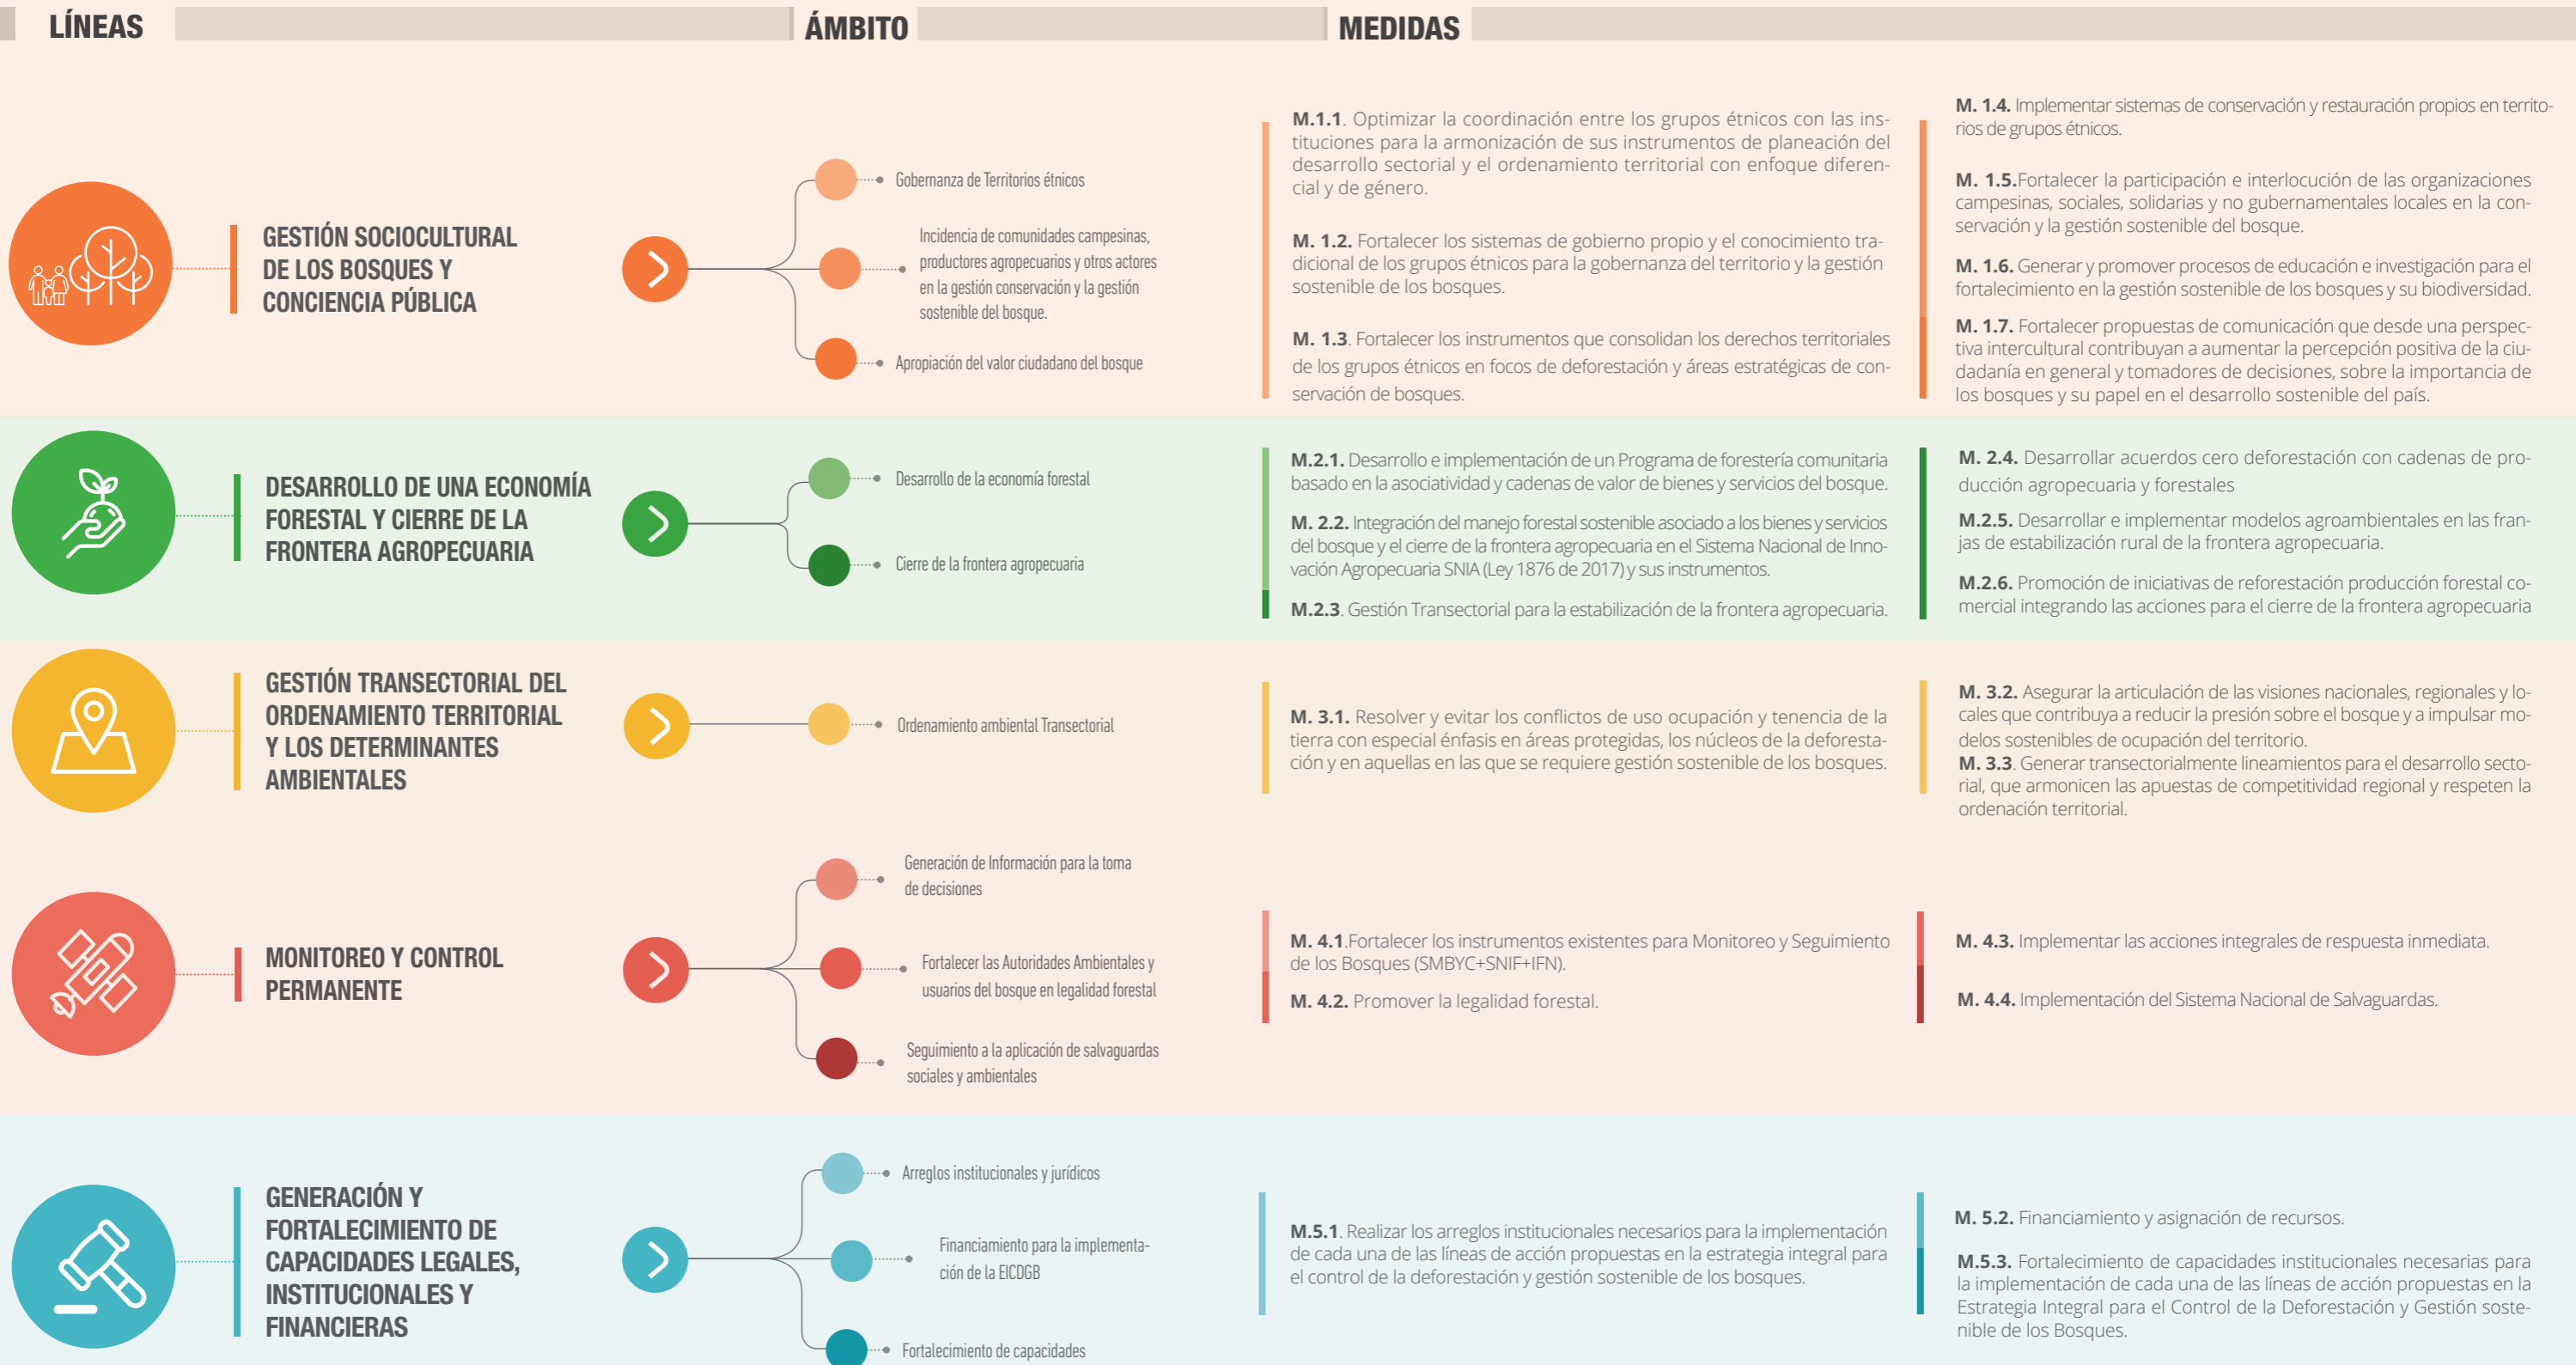 LÍNEAS
ÁMBITO
MEDIDAS
GESTIÓN SOCIOCULTURAL
DE LOS BOSQUES Y
CONCIENCIA PÚBLICA
Gobernanza de Territorios étnicos
Incidencia de comunidades campesinas,
productores agropecuarios y otros actores
en la gestión conservación y la gestión
sostenible del bosque.
Apropiación del valor ciudadano del bosque
M.1.1. Optimizar la coordinación entre los grupos étnicos con las ins-
tituciones para la armonización de sus instrumentos de planeación del
desarrollo sectorial y el ordenamiento territorial con enfoque diferen-
cial y de género.
M. 1.2. Fortalecer los sistemas de gobierno propio y el conocimiento tra-
dicional de los grupos étnicos para la gobernanza del territorio y la gestión
sostenible de los bosques.
M. 1.3. Fortalecer los instrumentos que consolidan los derechos territoriales
de los grupos étnicos en focos de deforestación y áreas estratégicas de con-
servación de bosques.
M. 1.4. Implementar sistemas de conservación y restauración propios en territo-
rios de grupos étnicos.
M. 1.5.Fortalecer la participación e interlocución de las organizaciones
campesinas, sociales, solidarias y no gubernamentales locales en la con-
servación y la gestión sostenible del bosque.
M. 1.6. Generar y promover procesos de educación e investigación para el
fortalecimiento en la gestión sostenible de los bosques y su biodiversidad.
M. 1.7. Fortalecer propuestas de comunicación que desde una perspec-
tiva intercultural contribuyan a aumentar la percepción positiva de la ciu-
dadanía en general y tomadores de decisiones, sobre la importancia de
los bosques y su papel en el desarrollo sostenible del país.
DESARROLLO DE UNA ECONOMÍA
FORESTAL Y CIERRE DE LA
FRONTERA AGROPECUARIA
Desarrollo de la economía forestal
Cierre de la frontera agropecuaria
M.2.1. Desarrollo e implementación de un Programa de forestería comunitaria
basado en la asociatividad y cadenas de valor de bienes y servicios del bosque.
M. 2.2. Integración del manejo forestal sostenible asociado a los bienes y servicios
del bosque y el cierre de la frontera agropecuaria en el Sistema Nacional de Inno-
vación Agropecuaria SNIA (Ley 1876 de 2017) y sus instrumentos.
M.2.3. Gestión Transectorial para la estabilización de la frontera agropecuaria.
M. 2.4. Desarrollar acuerdos cero deforestación con cadenas de pro-
ducción agropecuaria y forestales
M.2.5. Desarrollar e implementar modelos agroambientales en las fran-
jas de estabilización rural de la frontera agropecuaria.
M.2.6. Promoción de iniciativas de reforestación producción forestal co-
mercial integrando las acciones para el cierre de la frontera agropecuaria
GESTIÓN TRANSECTORIAL DEL
ORDENAMIENTO TERRITORIAL
Y LOS DETERMINANTES
AMBIENTALES
Ordenamiento ambiental Transectorial
M. 3.1. Resolver y evitar los conflictos de uso ocupación y tenencia de la
tierra con especial énfasis en áreas protegidas, los núcleos de la deforesta-
ción y en aquellas en las que se requiere gestión sostenible de los bosques.
M. 3.2. Asegurar la articulación de las visiones nacionales, regionales y lo-
cales que contribuya a reducir la presión sobre el bosque y a impulsar mo-
delos sostenibles de ocupación del territorio.
M. 3.3. Generar transectorialmente lineamientos para el desarrollo secto-
rial, que armonicen las apuestas de competitividad regional y respeten la
ordenación territorial.
MONITOREO Y CONTROL
PERMANENTE
Generación de Información para la toma
de decisiones
Fortalecer las Autoridades Ambientales y
usuarios del bosque en legalidad forestal
Seguimiento a la aplicación de salvaguardas
sociales y ambientales
M. 4.1.Fortalecer los instrumentos existentes para Monitoreo y Seguimiento
de los Bosques (SMBYC+SNIF+IFN).
M. 4.2. Promover la legalidad forestal.
M. 4.3. Implementar las acciones integrales de respuesta inmediata.
M. 4.4. Implementación del Sistema Nacional de Salvaguardas.
GENERACIÓN Y
FORTALECIMIENTO DE
CAPACIDADES LEGALES,
INSTITUCIONALES Y
FINANCIERAS
Arreglos institucionales y jurídicos
Financiamiento para la implementa-
ción de la EICDGB
Fortalecimiento de capacidades
M.5.1. Realizar los arreglos institucionales necesarios para la implementación
de cada una de las líneas de acción propuestas en la estrategia integral para
el control de la deforestación y gestión sostenible de los bosques.
M. 5.2. Financiamiento y asignación de recursos.
M.5.3. Fortalecimiento de capacidades institucionales necesarias para
la implementación de cada una de las líneas de acción propuestas en la
Estrategia Integral para el Control de la Deforestación y Gestión soste-
nible de los Bosques.